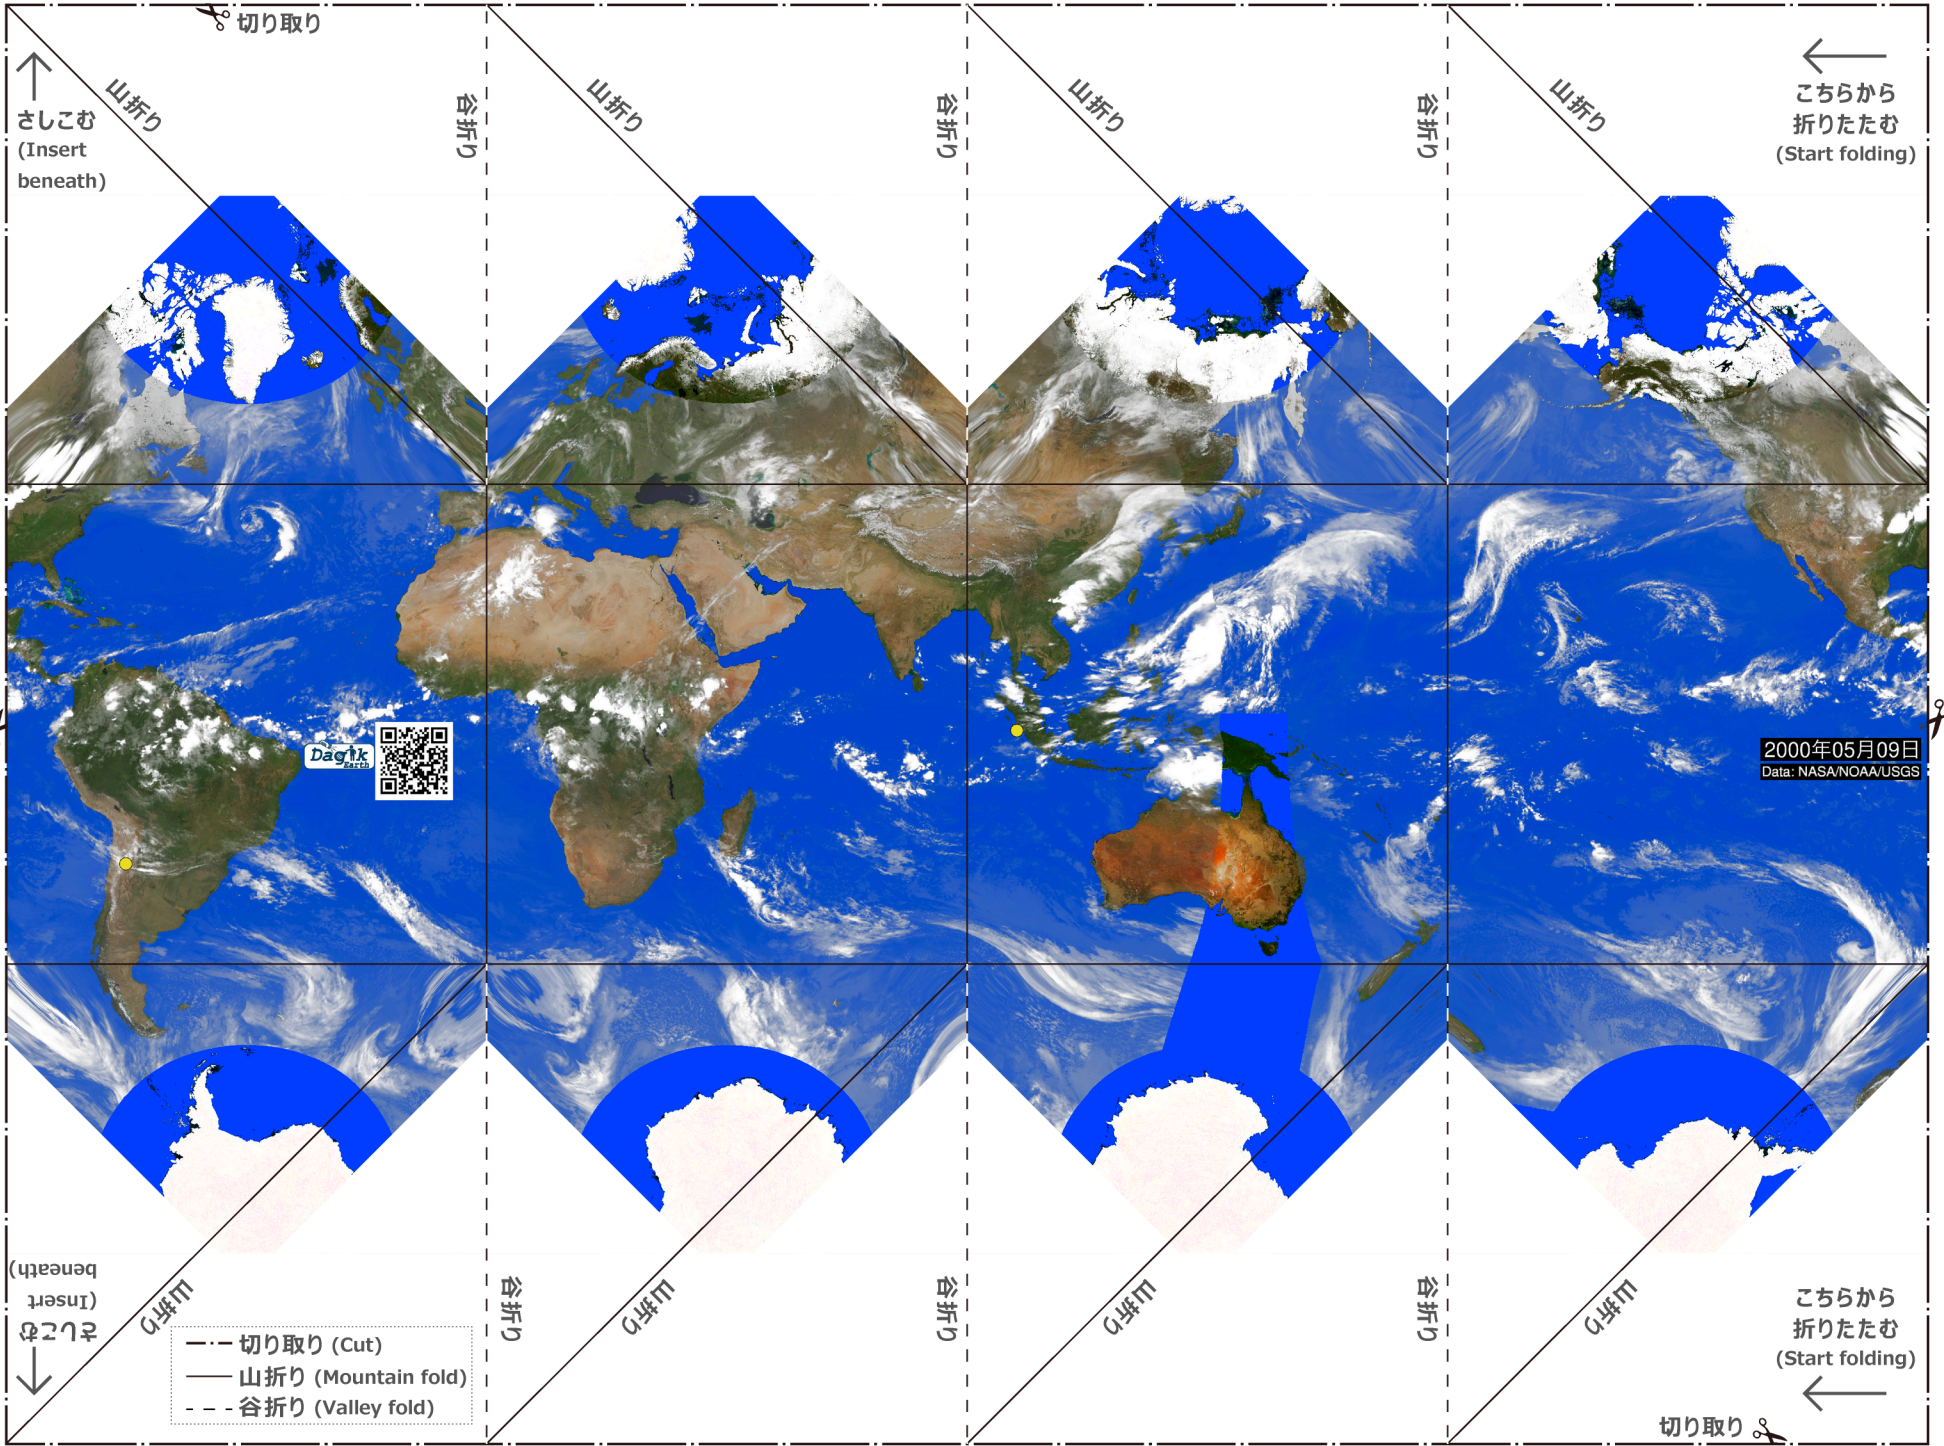 切り取り
山折り
谷折り
山折り
谷折り
山折り
谷折り
山折り
さしこむ
(Insert
beneath)
こちらから
折りたたむ
(Start folding)
Dagik
Earth
2000年05月09日
Data: NASA/NOAA/USGS
さしこむ
(Insert
beneath)
山折り
谷折り
山折り
谷折り
山折り
谷折り
山折り
こちらから
折りたたむ
(Start folding)
切り取り (Cut)
山折り (Mountain fold)
谷折り (Valley fold)
切り取り